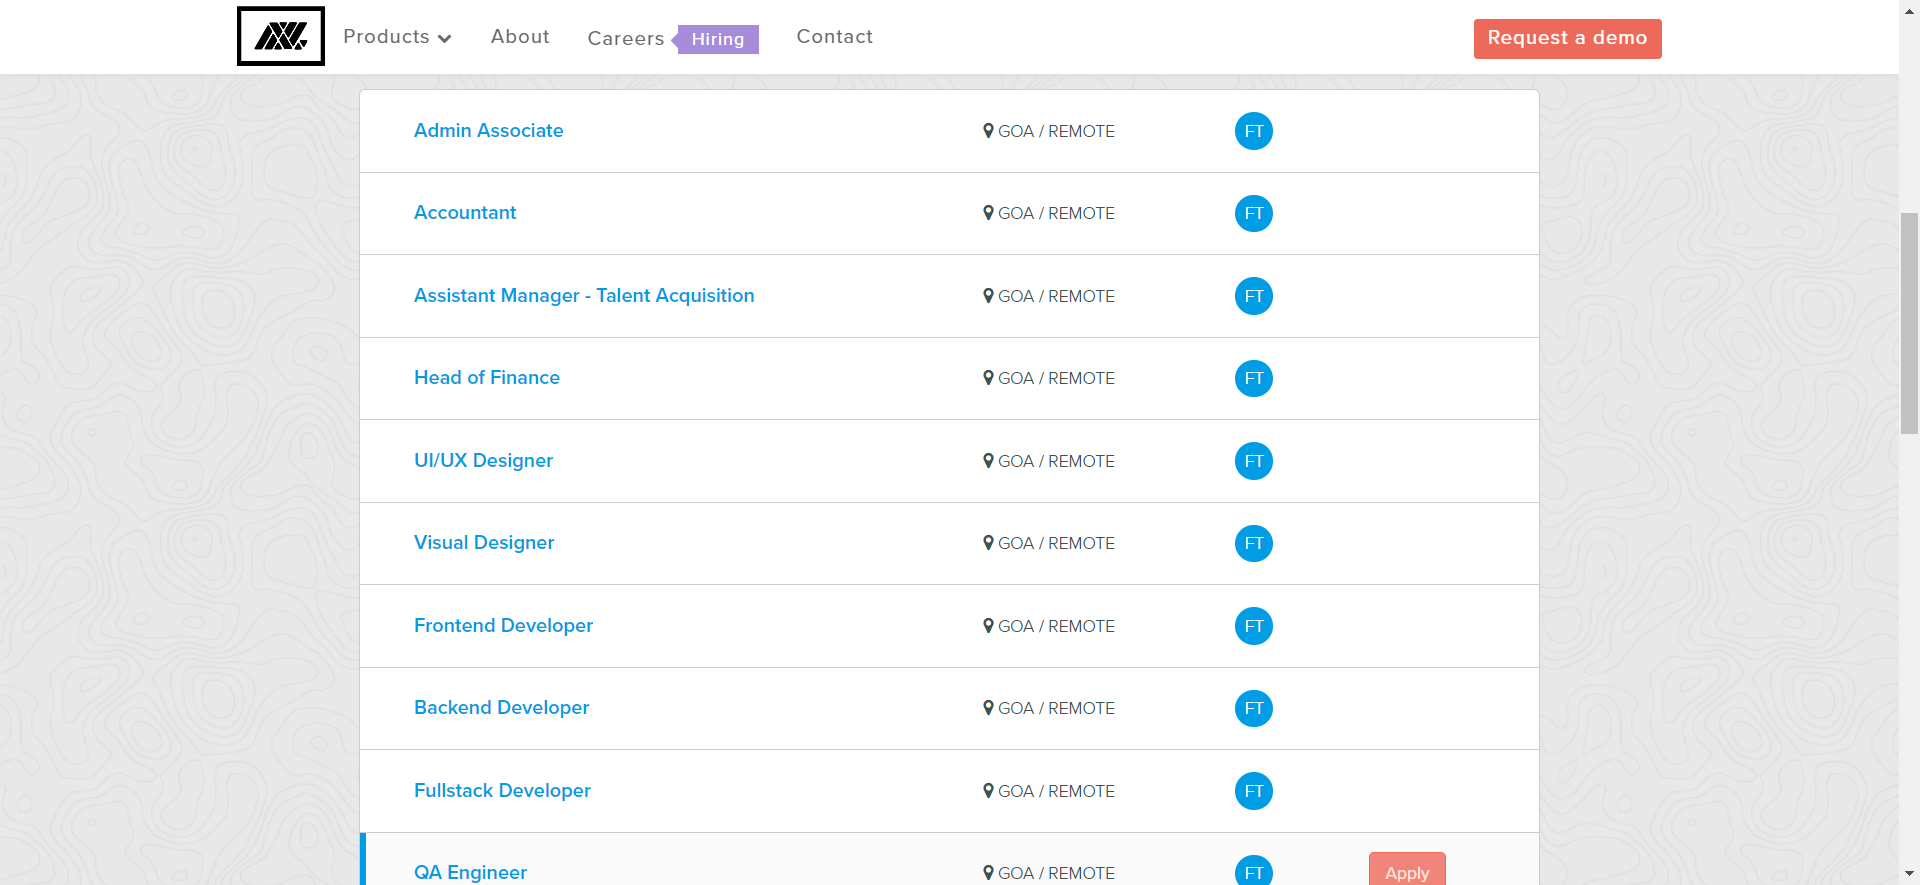 Products About Careers Hiring Contact Request a demo
Admin Associate GOA / REMOTE FT
Accountant GOA / REMOTE FT
Assistant Manager - Talent Acquisition GOA / REMOTE FT
Head of Finance GOA / REMOTE FT
UI/UX Designer GOA / REMOTE FT
Visual Designer GOA / REMOTE FT
Frontend Developer GOA / REMOTE FT
Backend Developer GOA / REMOTE FT
Fullstack Developer GOA / REMOTE FT
QA Engineer GOA / REMOTE FT Apply